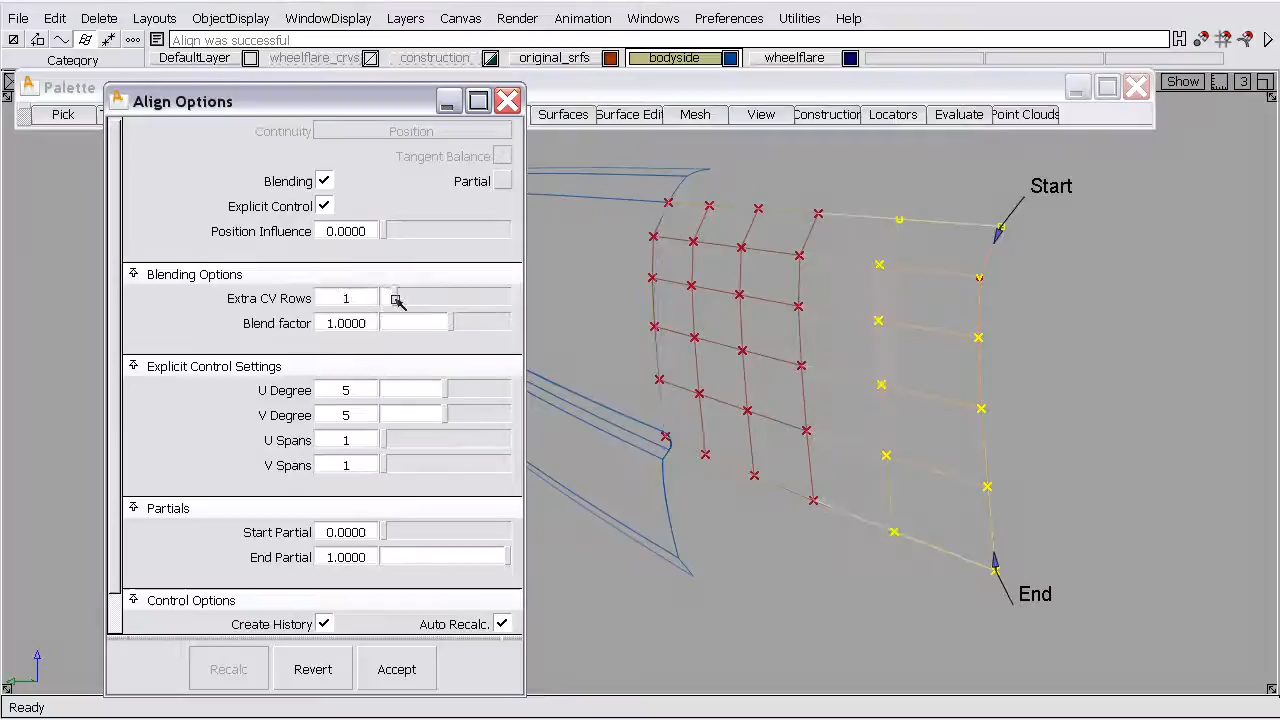 File Edit Delete Layouts ObjectDisplay WindowDisplay Layers Canvas Render Animation Windows Preferences Utilities Help
Align was successful
Category DefaultLayer wheelflare_crvs construction original_srfs bodyside wheelflare
Palette
Show 3
Align Options
Pick Surfaces Surface Edi Mesh View Construction Locators Evaluate Point Clouds
Continuity Position
Tangent Balance
Blending Partial
Explicit Control
Position Influence 0.0000
Blending Options
Extra CV Rows 1
Blend factor 1.0000
Explicit Control Settings
U Degree 5
V Degree 5
U Spans 1
V Spans 1
Partials
Start Partial 0.0000
End Partial 1.0000
Control Options
Create History Auto Recalc.
Recalc Revert Accept
Start
End
Ready